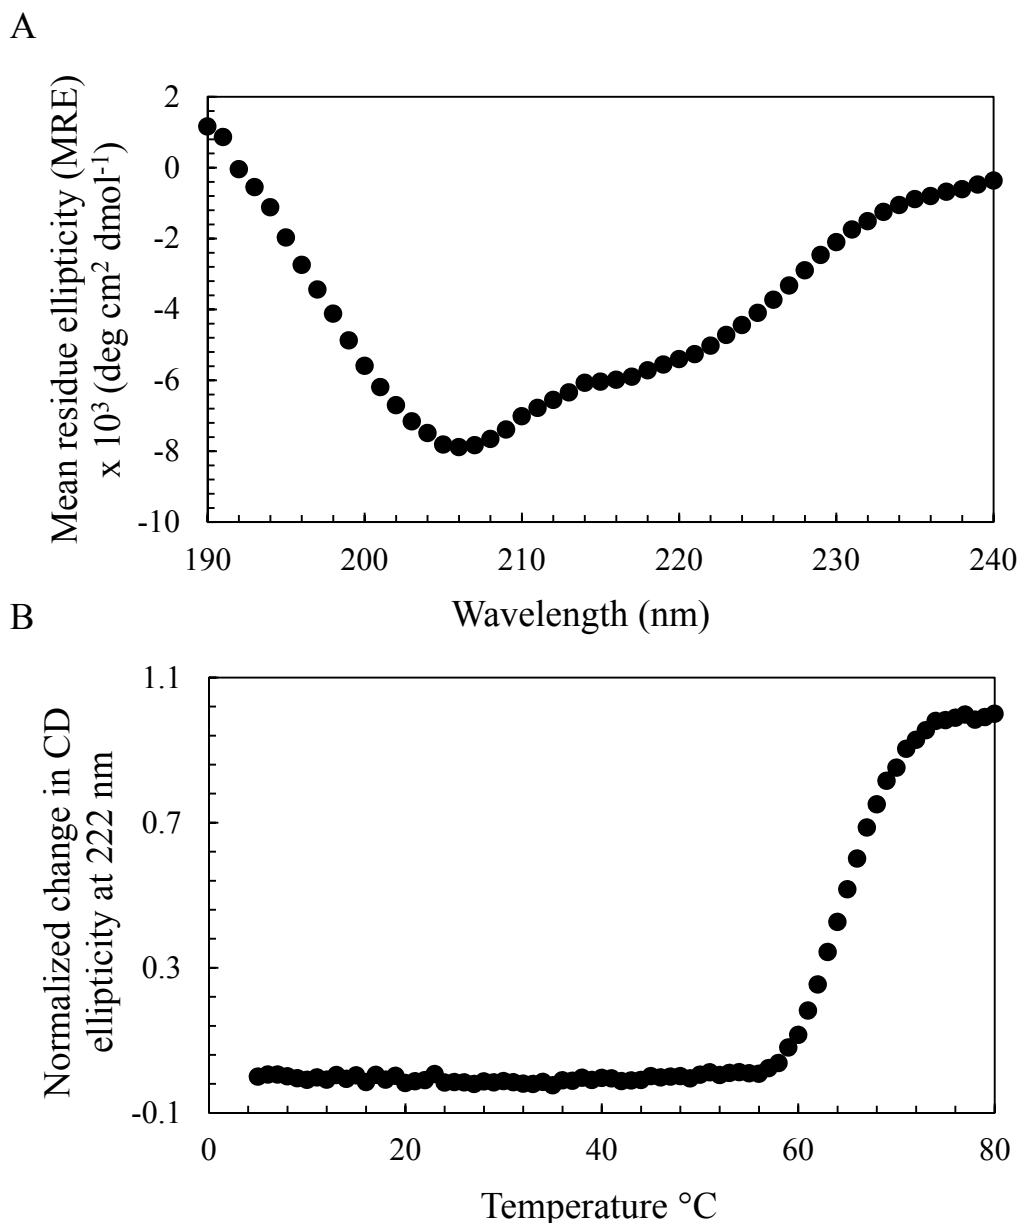 A
Mean residue ellipticity (MRE)
x 10³ (deg cm² dmol⁻¹)
2
0
-2
-4
-6
-8
-10
190
200
210
220
230
240
Wavelength (nm)
B
Normalized change in CD
ellipticity at 222 nm
1.1
0.7
0.3
-0.1
0
20
40
60
80
Temperature °C